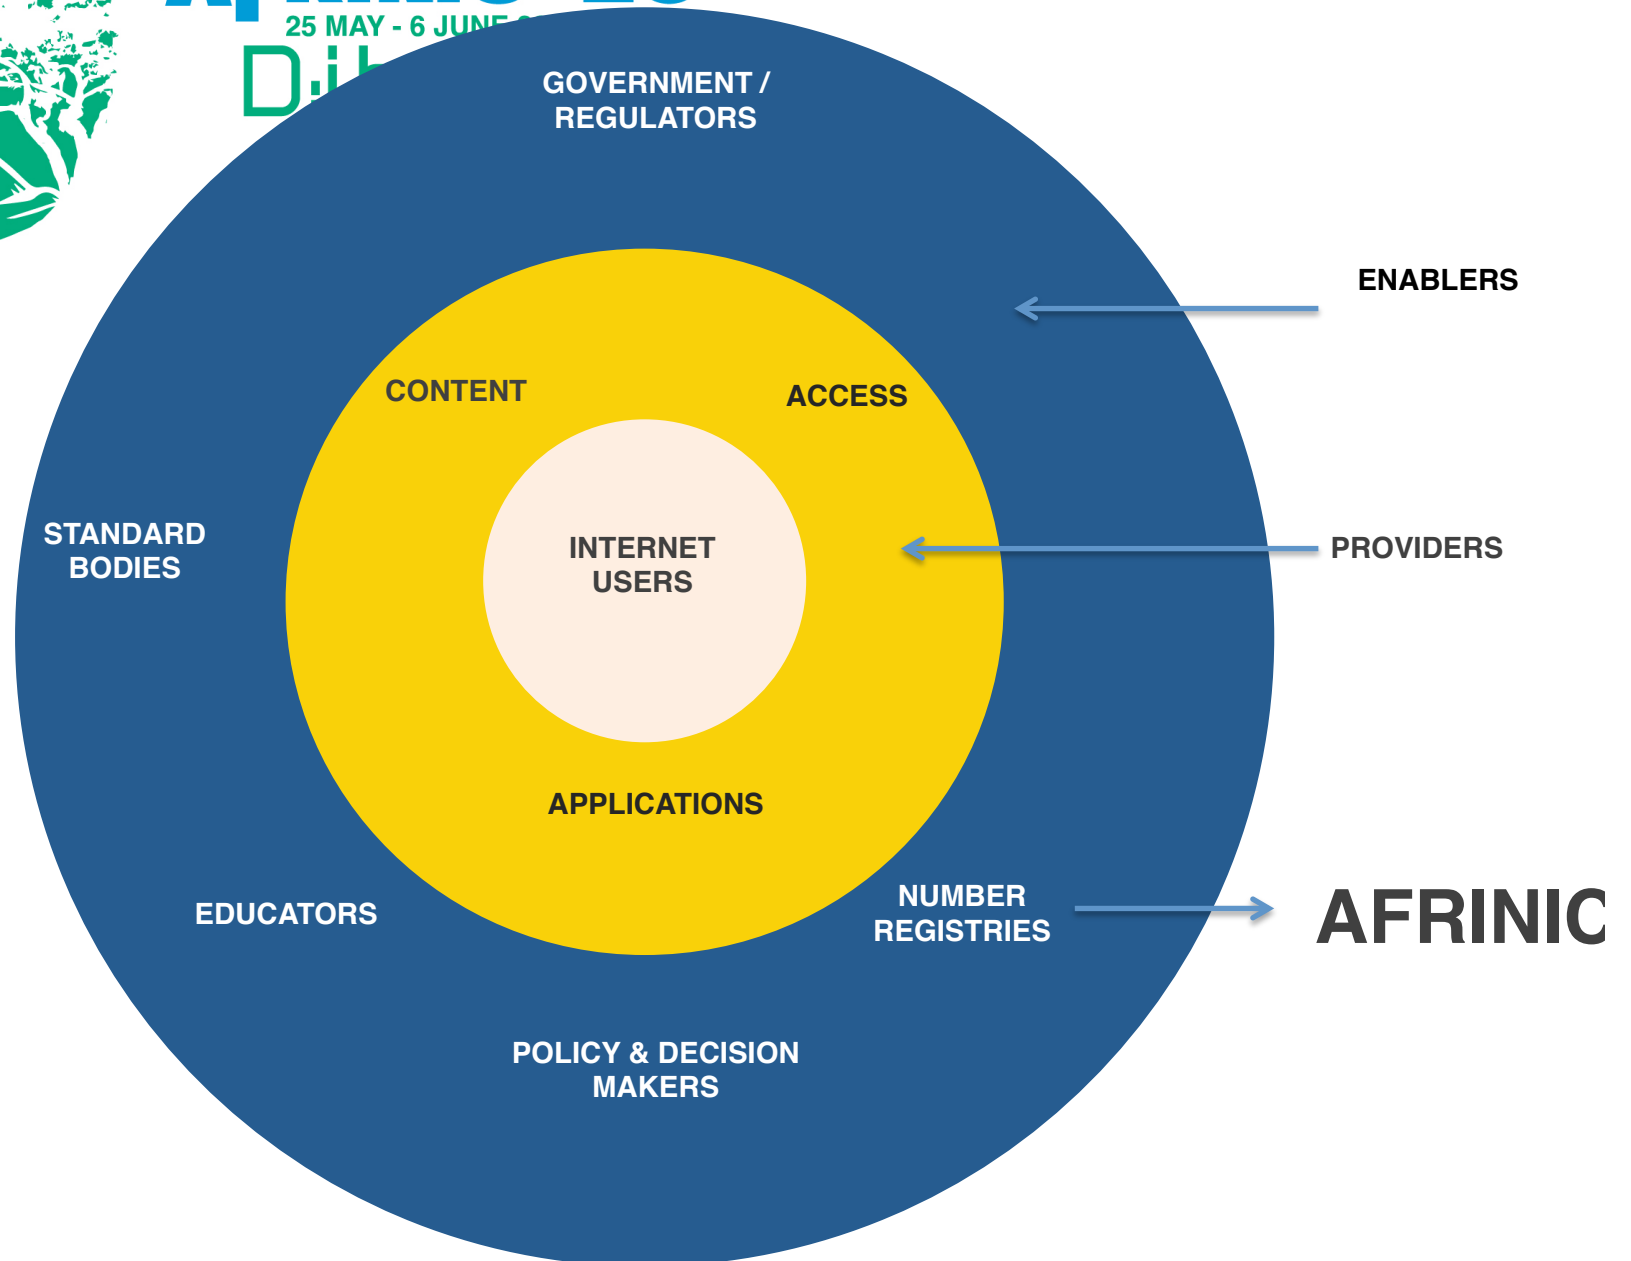 25 MAY - 6 JUNE
GOVERNMENT /
REGULATORS
ENABLERS
CONTENT
ACCESS
STANDARD
BODIES
INTERNET
USERS
PROVIDERS
APPLICATIONS
EDUCATORS
NUMBER
REGISTRIES
AFRINIC
POLICY & DECISION
MAKERS